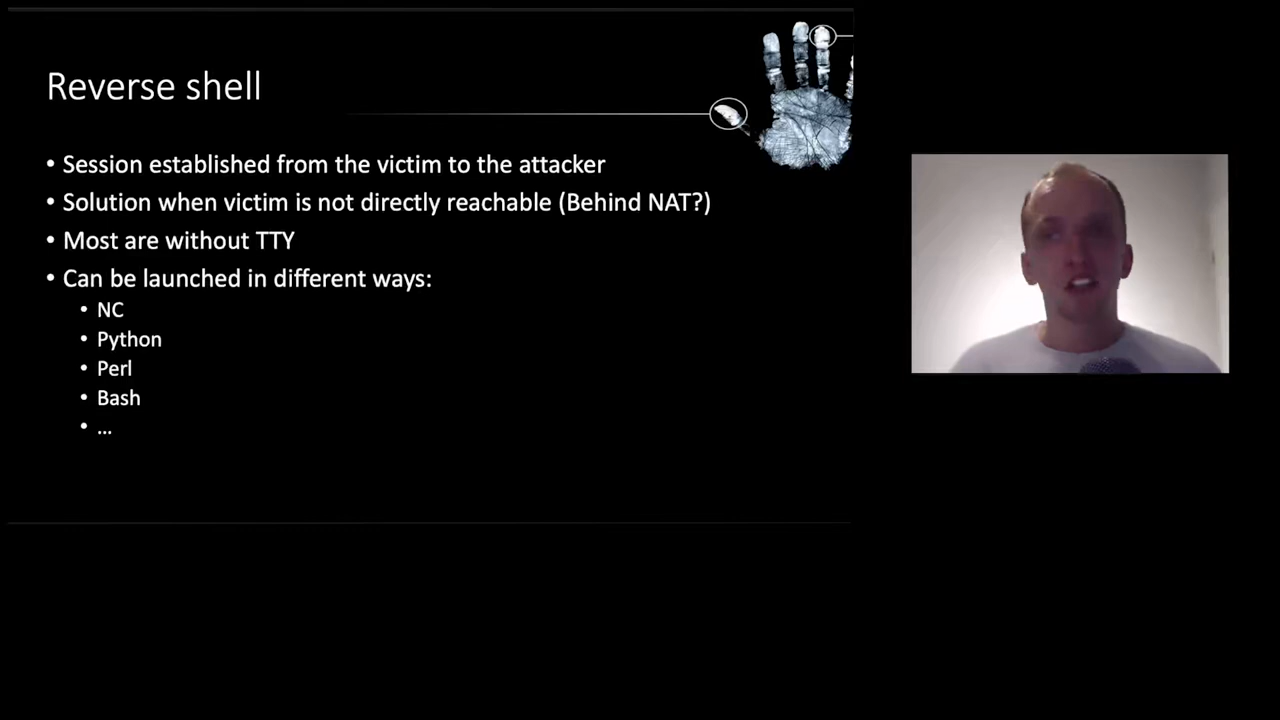 Reverse shell
• Session established from the victim to the attacker
• Solution when victim is not directly reachable (Behind NAT?)
• Most are without TTY
• Can be launched in different ways:
• NC
• Python
• Perl
• Bash
• ...